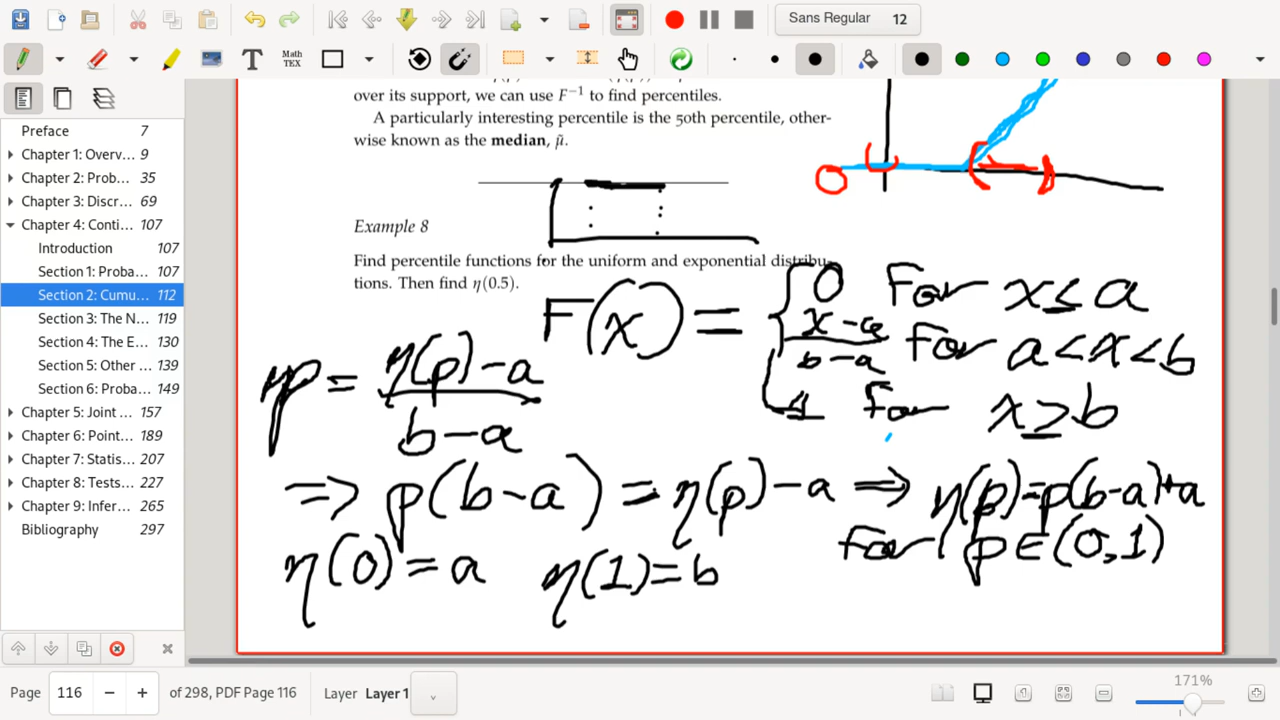 Sans Regular 12
Math
TEX
Preface 7
Chapter 1: Overv... 9
Chapter 2: Prob... 35
Chapter 3: Discr... 69
Chapter 4: Conti... 107
Introduction 107
Section 1: Proba... 107
Section 2: Cumu... 112
Section 3: The N... 119
Section 4: The E... 130
Section 5: Other ... 139
Section 6: Proba... 149
Chapter 5: Joint ... 157
Chapter 6: Point... 189
Chapter 7: Statis... 207
Chapter 8: Tests... 227
Chapter 9: Infer... 265
Bibliography 297
over its support, we can use F⁻¹ to find percentiles.
A particularly interesting percentile is the 50th percentile, other-
wise known as the median, μ̃.
Example 8
Find percentile functions for the uniform and exponential distribu-
tions. Then find η(0.5).
F(x) = { 0 for x ≤ a
(x-a)/(b-a) for a<x<b
1 for x ≥ b
p = (η(p)-a)/(b-a)
⇒ p(b-a) = η(p)-a ⇒ η(p)=p(b-a)+a
for p∈(0,1)
η(0)=a η(1)=b
Page 116 of 298, PDF Page 116 Layer Layer 1 171%